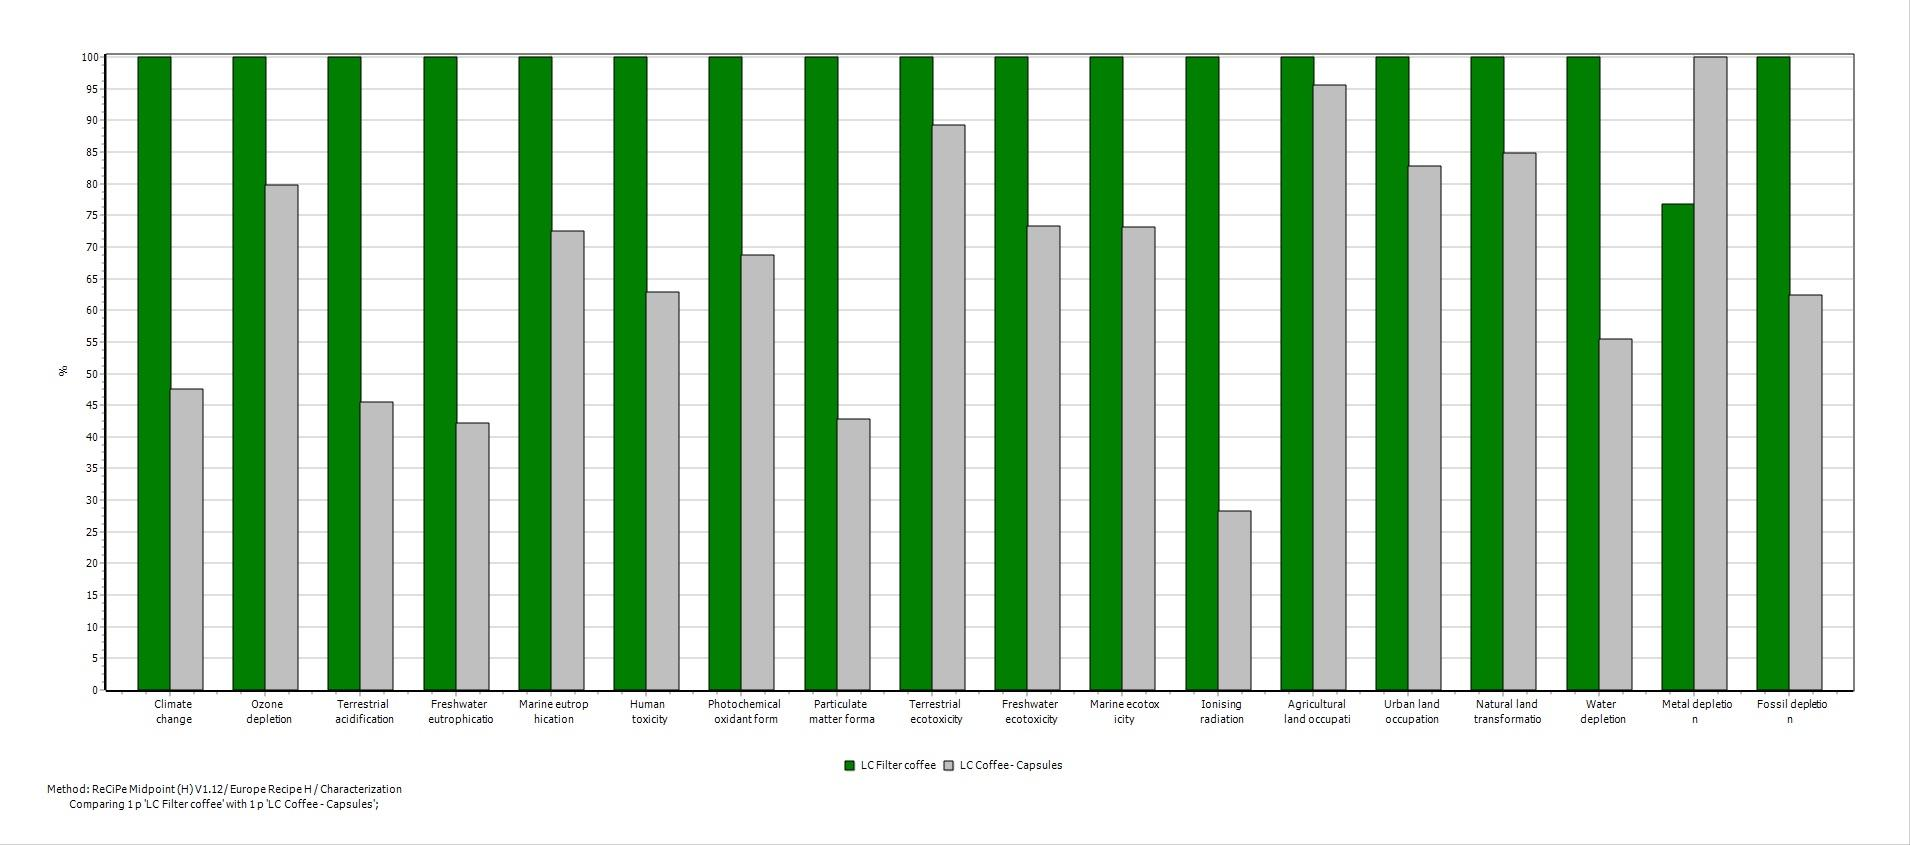 100
95
90
85
80
75
70
65
60
55
50
45
40
35
30
25
20
15
10
5
0
%
Climate
change
Ozone
depletion
Terrestrial
acidification
Freshwater
eutrophicatio
Marine eutrop
hication
Human
toxicity
Photochemical
oxidant form
Particulate
matter forma
Terrestrial
ecotoxicity
Freshwater
ecotoxicity
Marine ecotox
icity
Ionising
radiation
Agricultural
land occupati
Urban land
occupation
Natural land
transformatio
Water
depletion
Metal depletio
n
Fossil depletio
n
LC Filter coffee LC Coffee - Capsules
Method: ReCiPe Midpoint (H) V1.12 / Europe Recipe H / Characterization
Comparing 1 p 'LC Filter coffee' with 1 p 'LC Coffee - Capsules';